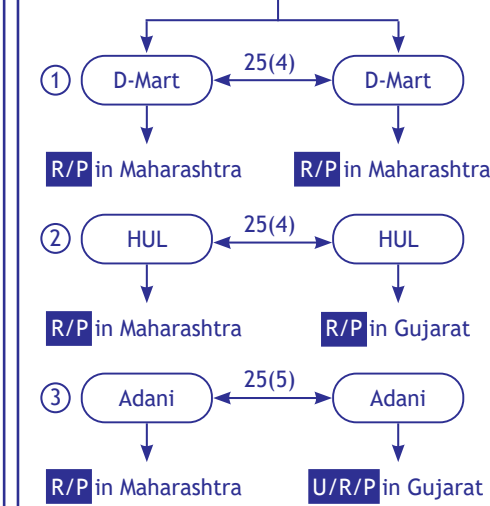 25(4)
① D-Mart D-Mart
R/P in Maharashtra R/P in Maharashtra
25(4)
② HUL HUL
R/P in Maharashtra R/P in Gujarat
25(5)
③ Adani Adani
R/P in Maharashtra U/R/P in Gujarat